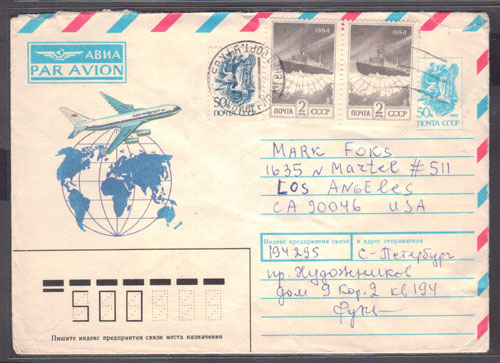 АВИА
PAR AVION
50к
ПОЧТА
1984
2
ПОЧТА СССР
1984
2
ПОЧТА СССР
50к
ПОЧТА СССР
MARK FOKS
1635 N Martel # 511
LOS ANGELES
CA 90046 USA
Индекс предприятия связи и адрес отправителя
194295 С-Петербург
пр. Художников
дом 9 кор. 2 кв 194
500
Пишите индекс предприятия связи места назначения